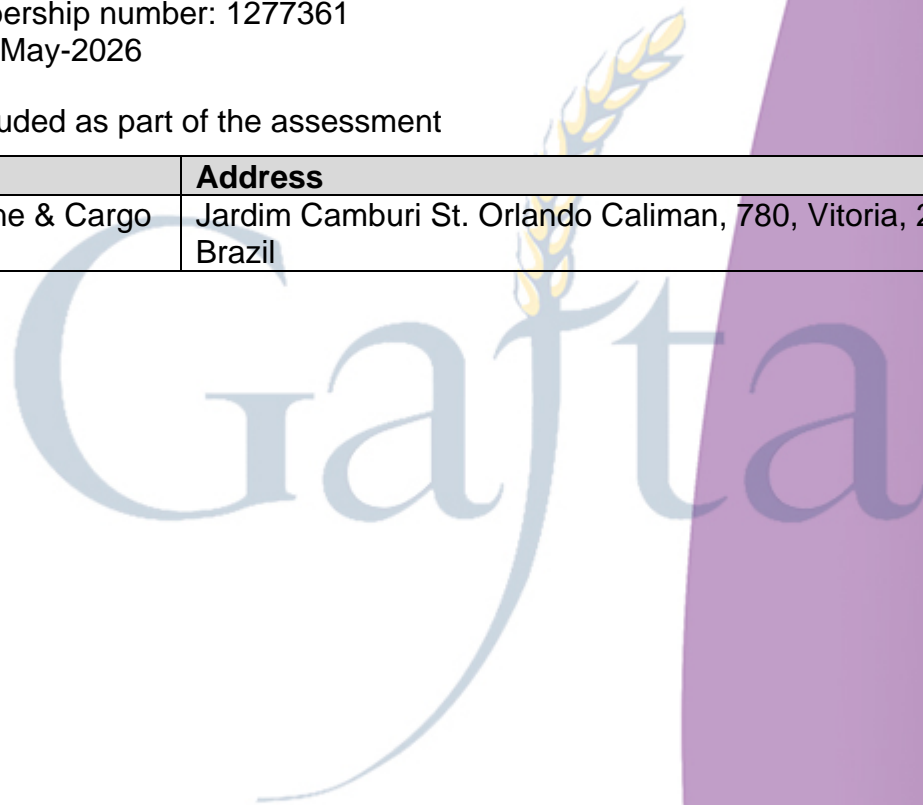 ership number: 1277361
May-2026
uded as part of the assessment
Address
ne & Cargo
Jardim Camburi St. Orlando Caliman, 780, Vitoria, 2
Brazil
Gafta